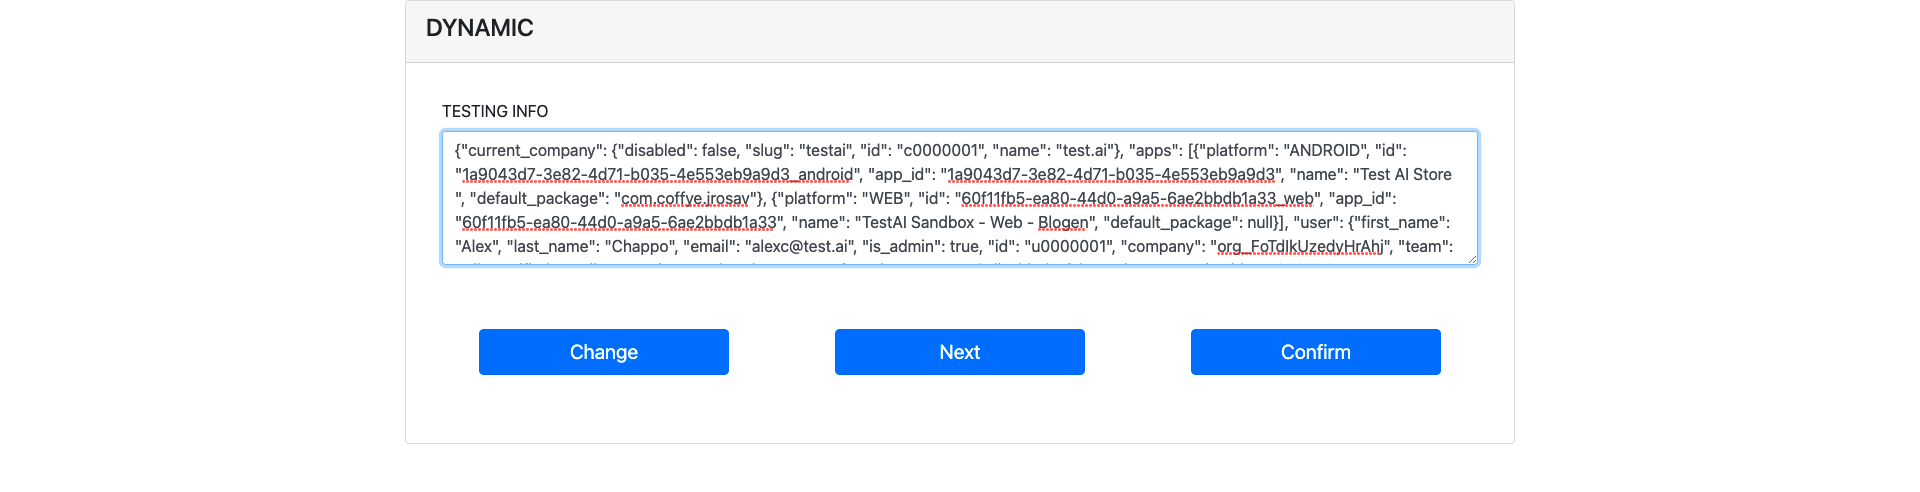 DYNAMIC
TESTING INFO
{"current_company": {"disabled": false, "slug": "testai", "id": "c0000001", "name": "test.ai"}, "apps": [{"platform": "ANDROID", "id":
"1a9043d7-3e82-4d71-b035-4e553eb9a9d3_android", "app_id": "1a9043d7-3e82-4d71-b035-4e553eb9a9d3", "name": "Test AI Store
", "default_package": "com.coffye.jrosav"}, {"platform": "WEB", "id": "60f11fb5-ea80-44d0-a9a5-6ae2bbdb1a33_web", "app_id":
"60f11fb5-ea80-44d0-a9a5-6ae2bbdb1a33", "name": "TestAI Sandbox - Web - Blogen", "default_package": null}], "user": {"first_name":
"Alex", "last_name": "Chappo", "email": "alexc@test.ai", "is_admin": true, "id": "u0000001", "company": "org_FoTdIkUzedyHrAhj", "team":
Change
Next
Confirm